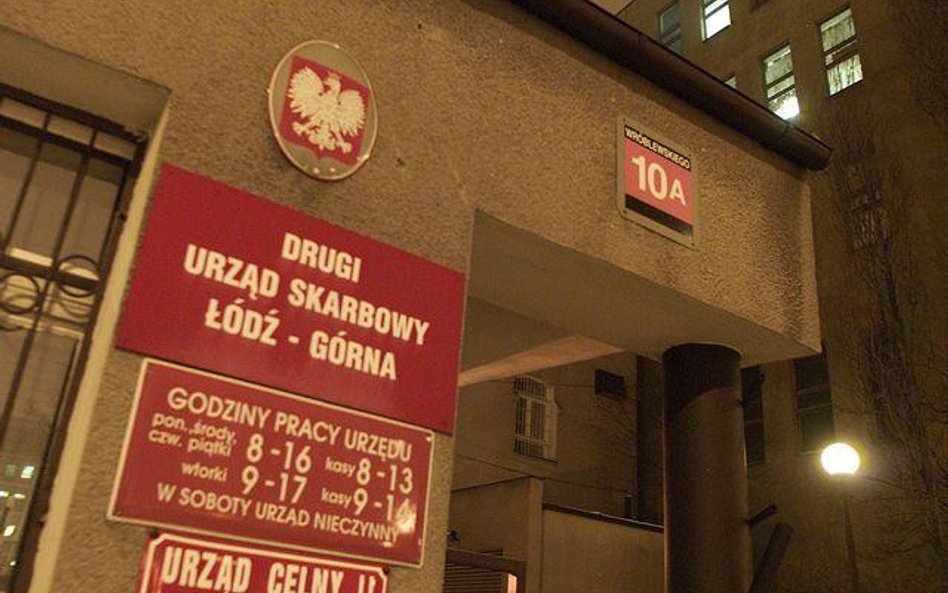 WRÓBLEWSKIEGO
10A
DRUGI
URZĄD SKARBOWY
ŁÓDŹ - GÓRNA
GODZINY PRACY URZĘDU
pon., środy, czw. piątki 8-16 kasy 8-13
wtorki 9-17 kasy 9-14
W SOBOTY URZĄD NIECZYNNY
URZĄD CELNY II